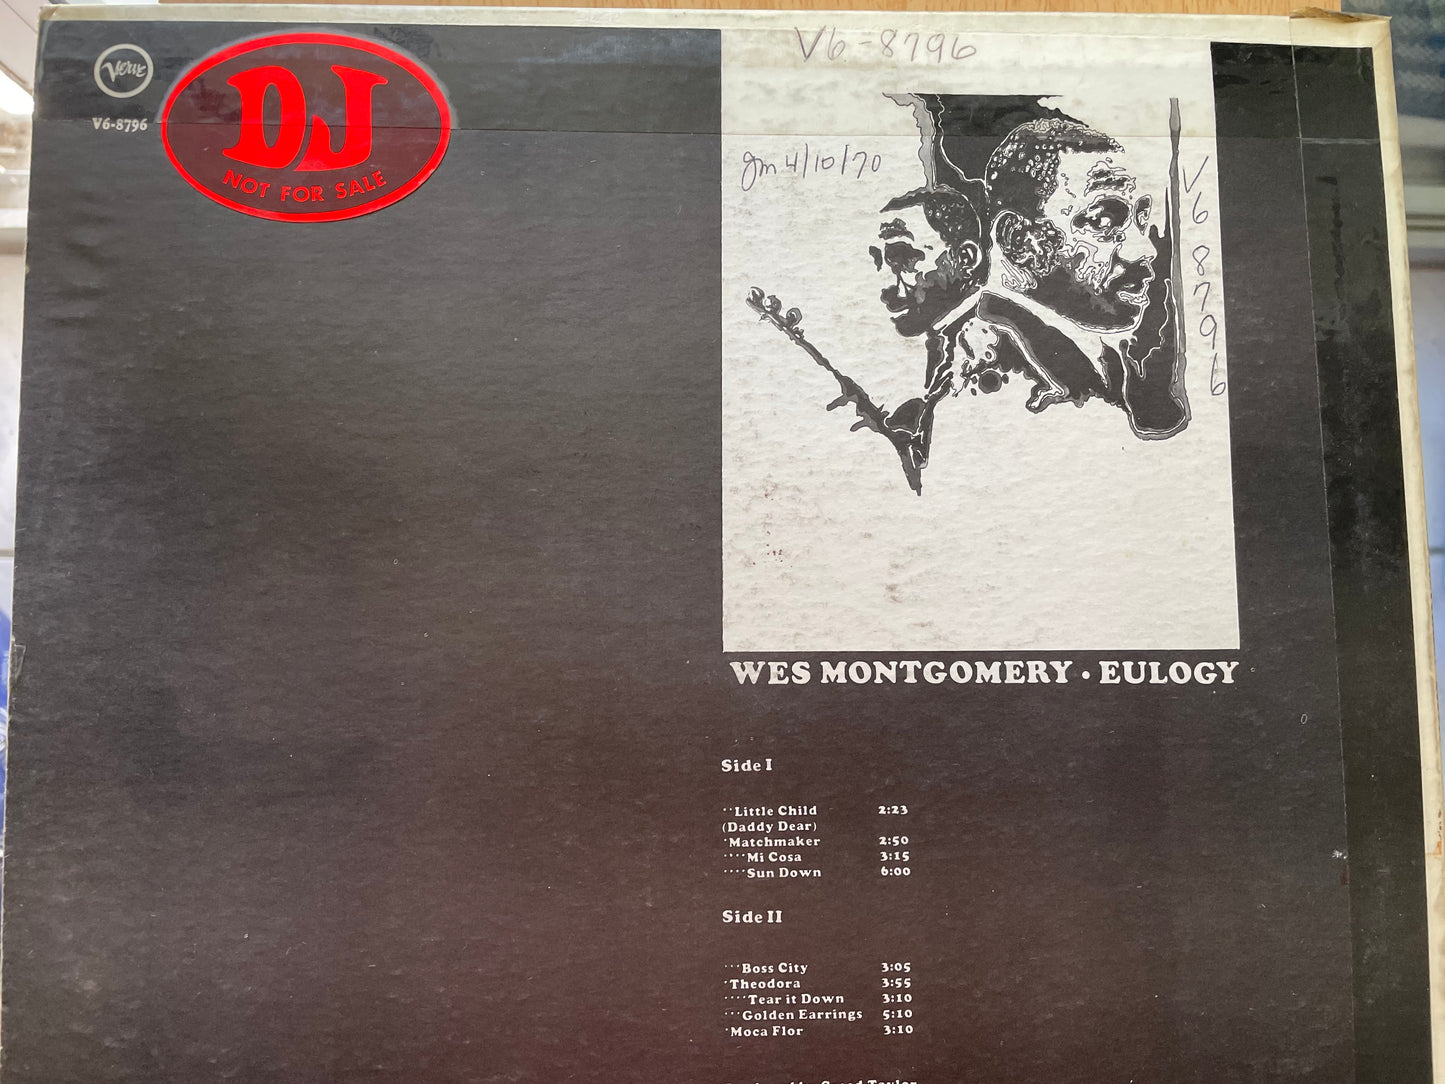 Verve
V6-8796
DJ
NOT FOR SALE
V6-8796
gm 4/10/70
V6 8796
WES MONTGOMERY • EULOGY
Side I
··Little Child 2:23
(Daddy Dear)
·Matchmaker 2:50
····Mi Cosa 3:15
····Sun Down 6:00
Side II
···Boss City 3:05
·Theodora 3:55
····Tear it Down 3:10
···Golden Earrings 5:10
·Moca Flor 3:10